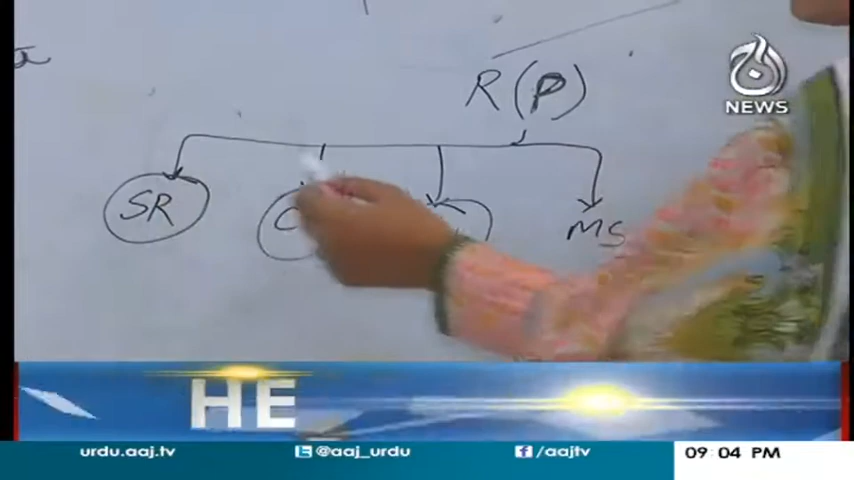 R(P)
SR
MS
NEWS
HE
urdu.aaj.tv
@aaj_urdu
/aajtv
09:04 PM